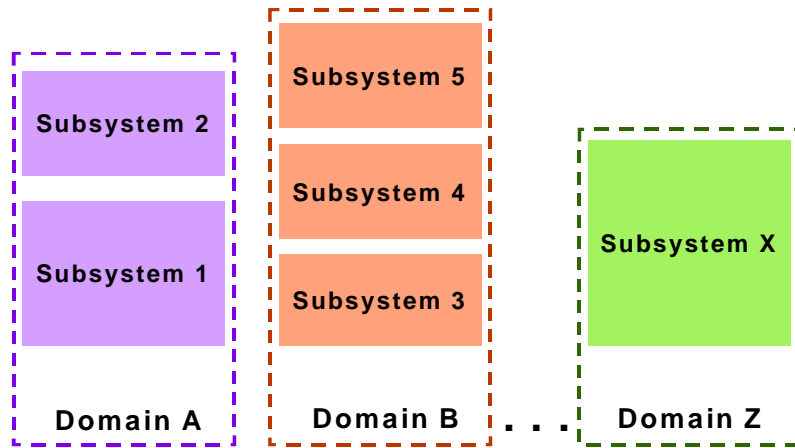 Subsystem 2
Subsystem 1
Domain A
Subsystem 5
Subsystem 4
Subsystem 3
Domain B
. . .
Subsystem X
Domain Z